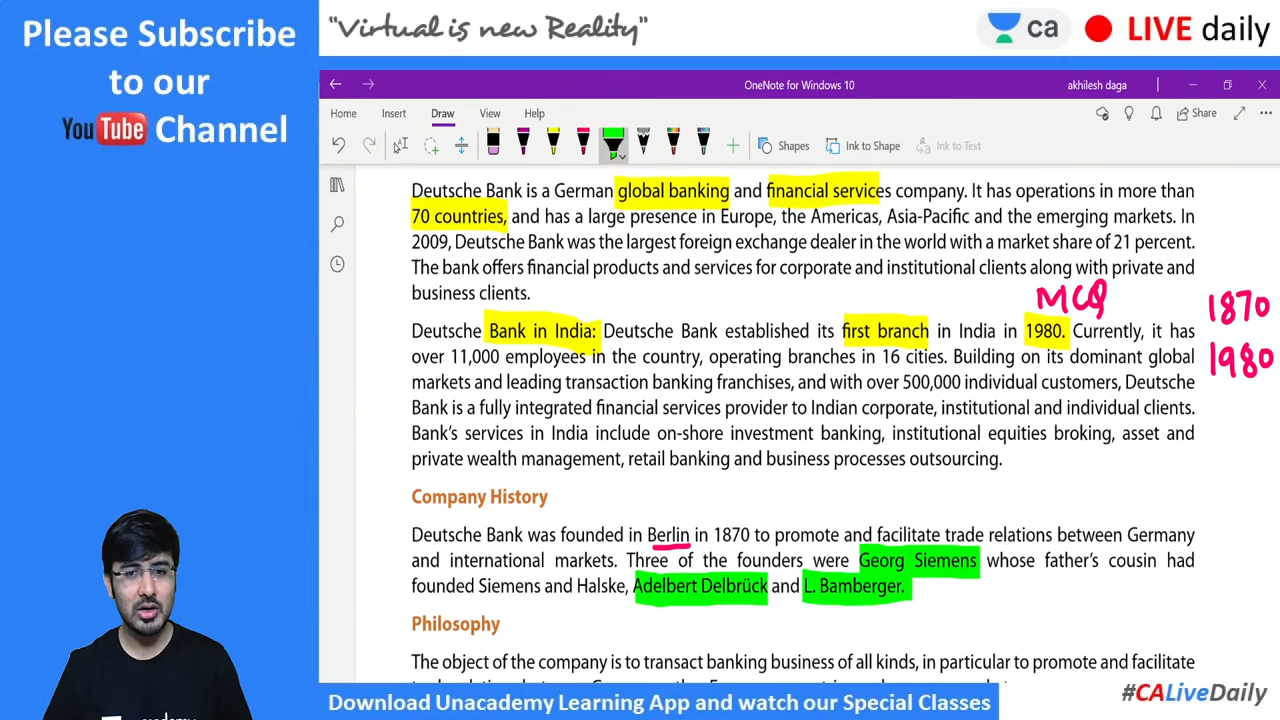 Please Subscribe
to our
YouTube Channel
"Virtual is new Reality"
ca
LIVE daily
OneNote for Windows 10
akhilesh daga
Home Insert Draw View Help
Share
Shapes
Ink to Shape
Ink to Text
Deutsche Bank is a German global banking and financial services company. It has operations in more than
70 countries, and has a large presence in Europe, the Americas, Asia-Pacific and the emerging markets. In
2009, Deutsche Bank was the largest foreign exchange dealer in the world with a market share of 21 percent.
The bank offers financial products and services for corporate and institutional clients along with private and
business clients.
MCQ
1870
Deutsche Bank in India: Deutsche Bank established its first branch in India in 1980. Currently, it has
1980
over 11,000 employees in the country, operating branches in 16 cities. Building on its dominant global
markets and leading transaction banking franchises, and with over 500,000 individual customers, Deutsche
Bank is a fully integrated financial services provider to Indian corporate, institutional and individual clients.
Bank's services in India include on-shore investment banking, institutional equities broking, asset and
private wealth management, retail banking and business processes outsourcing.
Company History
Deutsche Bank was founded in Berlin in 1870 to promote and facilitate trade relations between Germany
and international markets. Three of the founders were Georg Siemens whose father's cousin had
founded Siemens and Halske, Adelbert Delbrück and L. Bamberger.
Philosophy
The object of the company is to transact banking business of all kinds, in particular to promote and facilitate
Download Unacademy Learning App and watch our Special Classes
#CALiveDaily